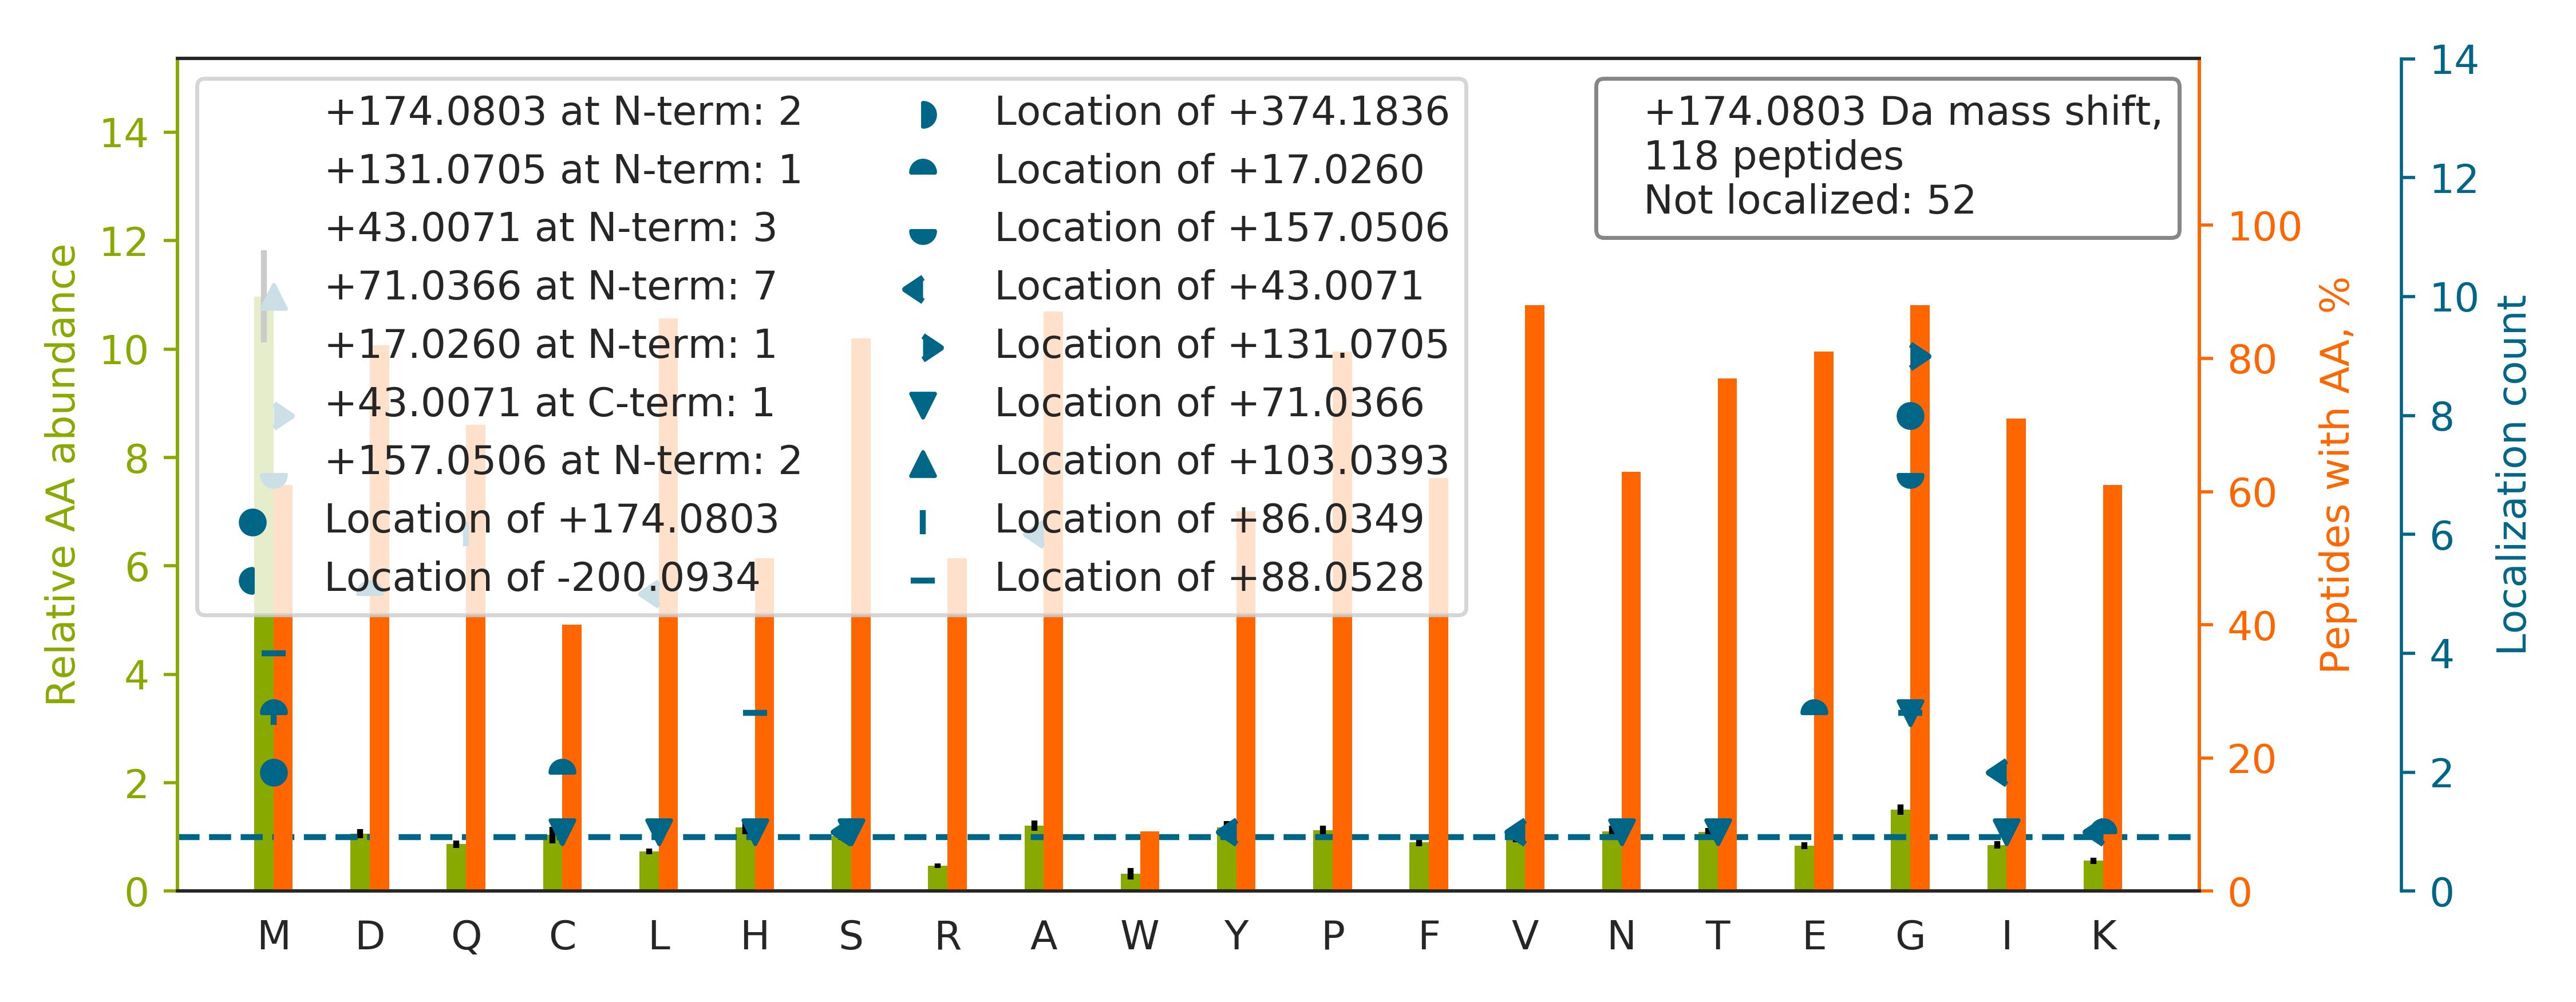 Relative AA abundance
14
12
10
8
6
4
2
0
+174.0803 at N-term: 2
+131.0705 at N-term: 1
+43.0071 at N-term: 3
+71.0366 at N-term: 7
+17.0260 at N-term: 1
+43.0071 at C-term: 1
+157.0506 at N-term: 2
Location of +174.0803
Location of -200.0934
Location of +374.1836
Location of +17.0260
Location of +157.0506
Location of +43.0071
Location of +131.0705
Location of +71.0366
Location of +103.0393
Location of +86.0349
Location of +88.0528
+174.0803 Da mass shift,
118 peptides
Not localized: 52
100
80
60
40
20
0
Peptides with AA, %
14
12
10
8
6
4
2
0
Localization count
M D Q C L H S R A W Y P F V N T E G I K